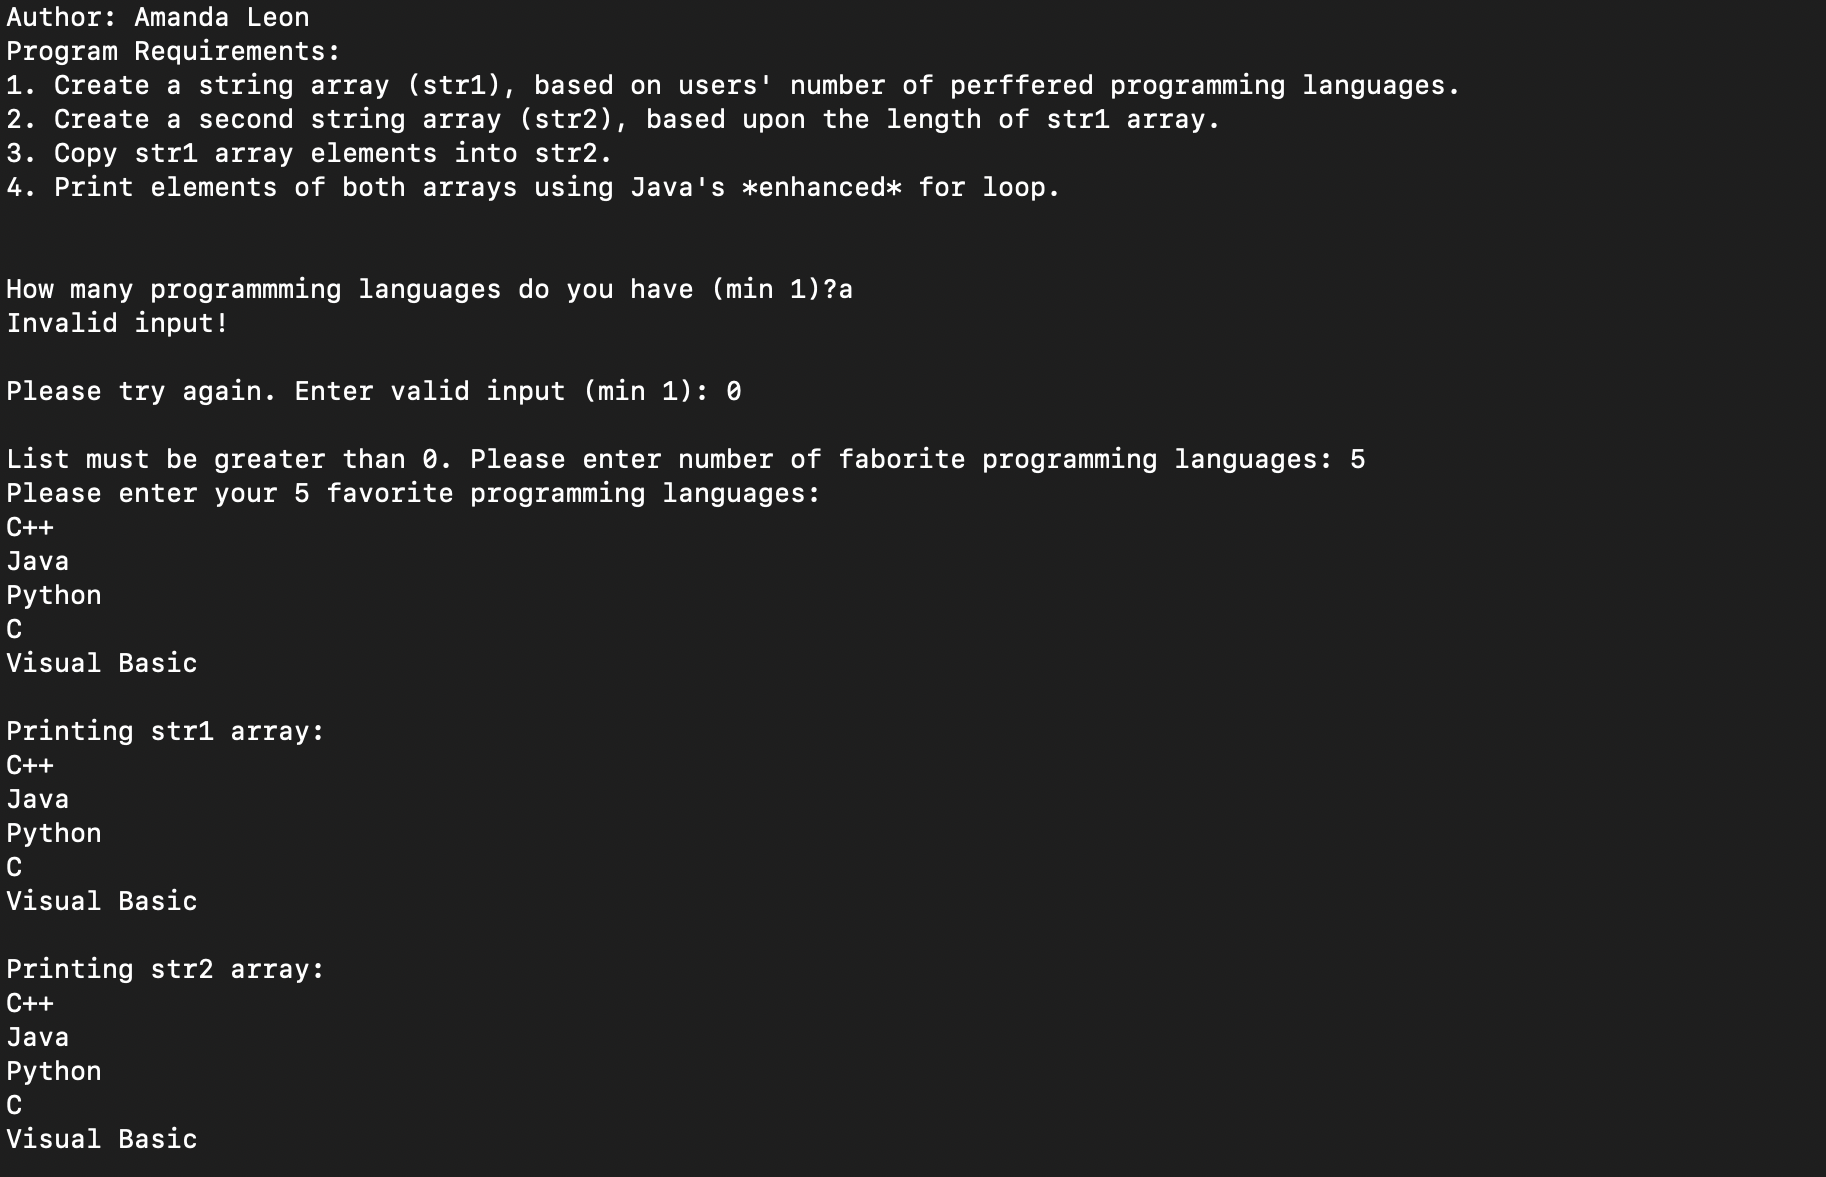 Author: Amanda Leon
Program Requirements:
1. Create a string array (str1), based on users' number of perffered programming languages.
2. Create a second string array (str2), based upon the length of str1 array.
3. Copy str1 array elements into str2.
4. Print elements of both arrays using Java's *enhanced* for loop.
How many programmming languages do you have (min 1)?a
Invalid input!
Please try again. Enter valid input (min 1): 0
List must be greater than 0. Please enter number of faborite programming languages: 5
Please enter your 5 favorite programming languages:
C++
Java
Python
C
Visual Basic
Printing str1 array:
C++
Java
Python
C
Visual Basic
Printing str2 array:
C++
Java
Python
C
Visual Basic